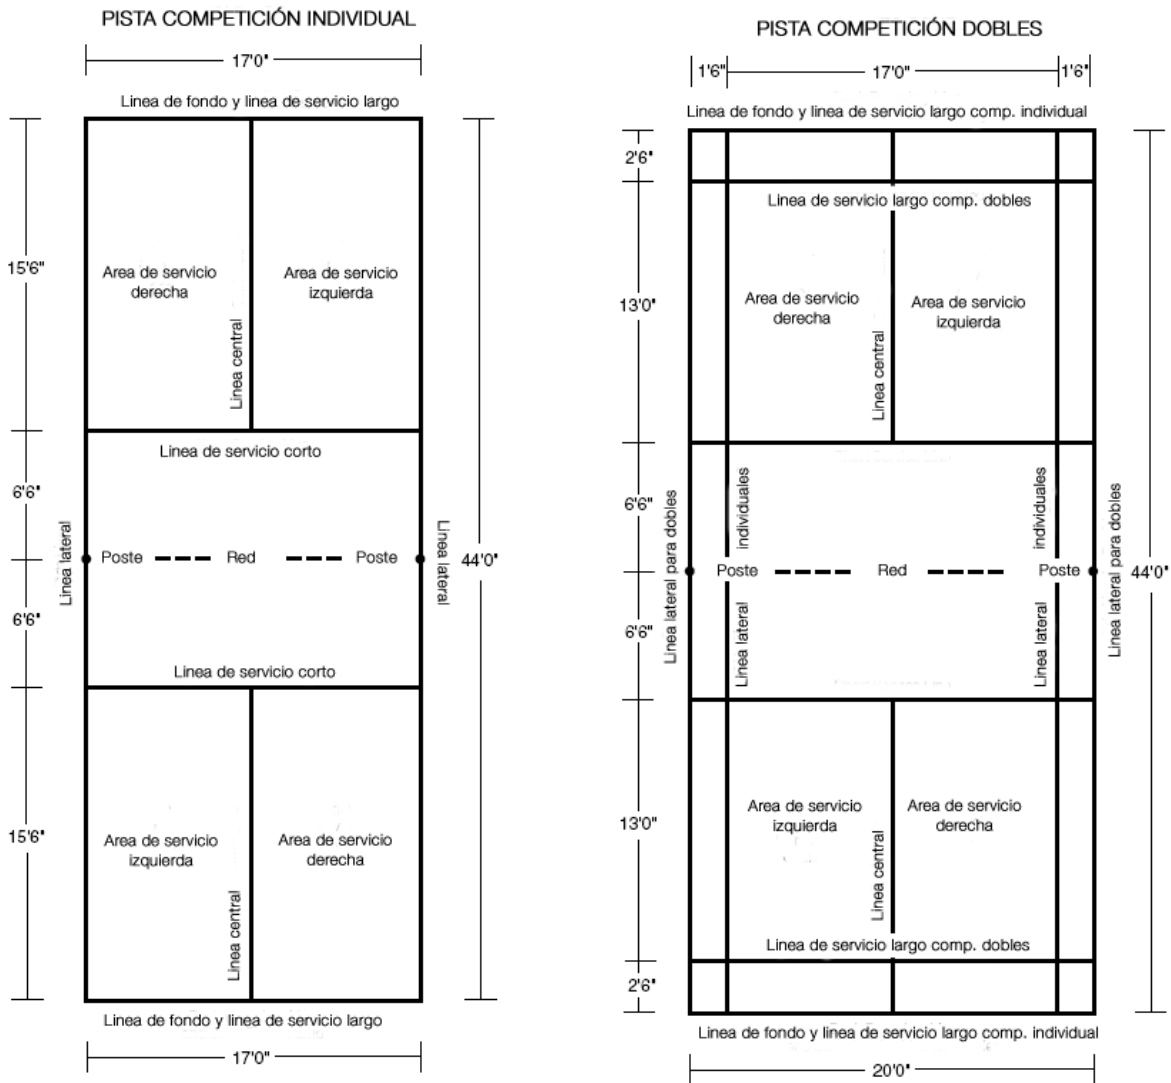 PISTA COMPETICIÓN INDIVIDUAL
17'0"
Linea de fondo y linea de servicio largo
15'6"
Area de servicio
derecha
Area de servicio
izquierda
Linea central
Linea de servicio corto
6'6"
Linea lateral
Poste
Red
Poste
Linea lateral
44'0"
6'6"
Linea de servicio corto
15'6"
Area de servicio
izquierda
Area de servicio
derecha
Linea central
Linea de fondo y linea de servicio largo
17'0"
PISTA COMPETICIÓN DOBLES
1'6"
17'0"
1'6"
Linea de fondo y linea de servicio largo comp. individual
2'6"
Linea de servicio largo comp. dobles
13'0"
Area de servicio
derecha
Area de servicio
izquierda
Linea central
6'6"
Linea lateral para dobles
Linea lateral individuales
Poste
Red
Poste
Linea lateral individuales
Linea lateral para dobles
44'0"
6'6"
13'0"
Area de servicio
izquierda
Area de servicio
derecha
Linea central
Linea de servicio largo comp. dobles
2'6"
Linea de fondo y linea de servicio largo comp. individual
20'0"